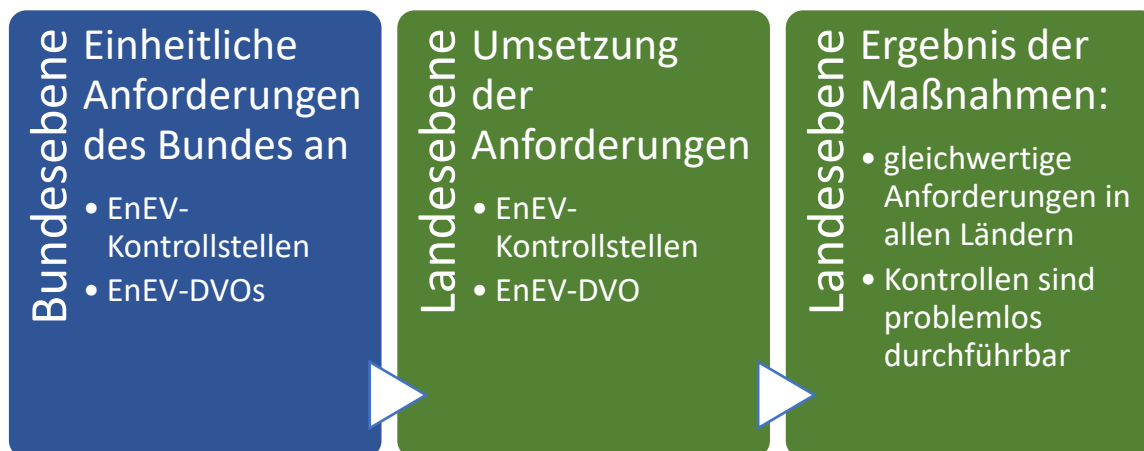 Bundesebene
Einheitliche
Anforderungen
des Bundes an
• EnEV-
Kontrollstellen
• EnEV-DVOs
Landesebene
Umsetzung
der
Anforderungen
• EnEV-
Kontrollstellen
• EnEV-DVO
Landesebene
Ergebnis der
Maßnahmen:
• gleichwertige
Anforderungen in
allen Ländern
• Kontrollen sind
problemlos
durchführbar